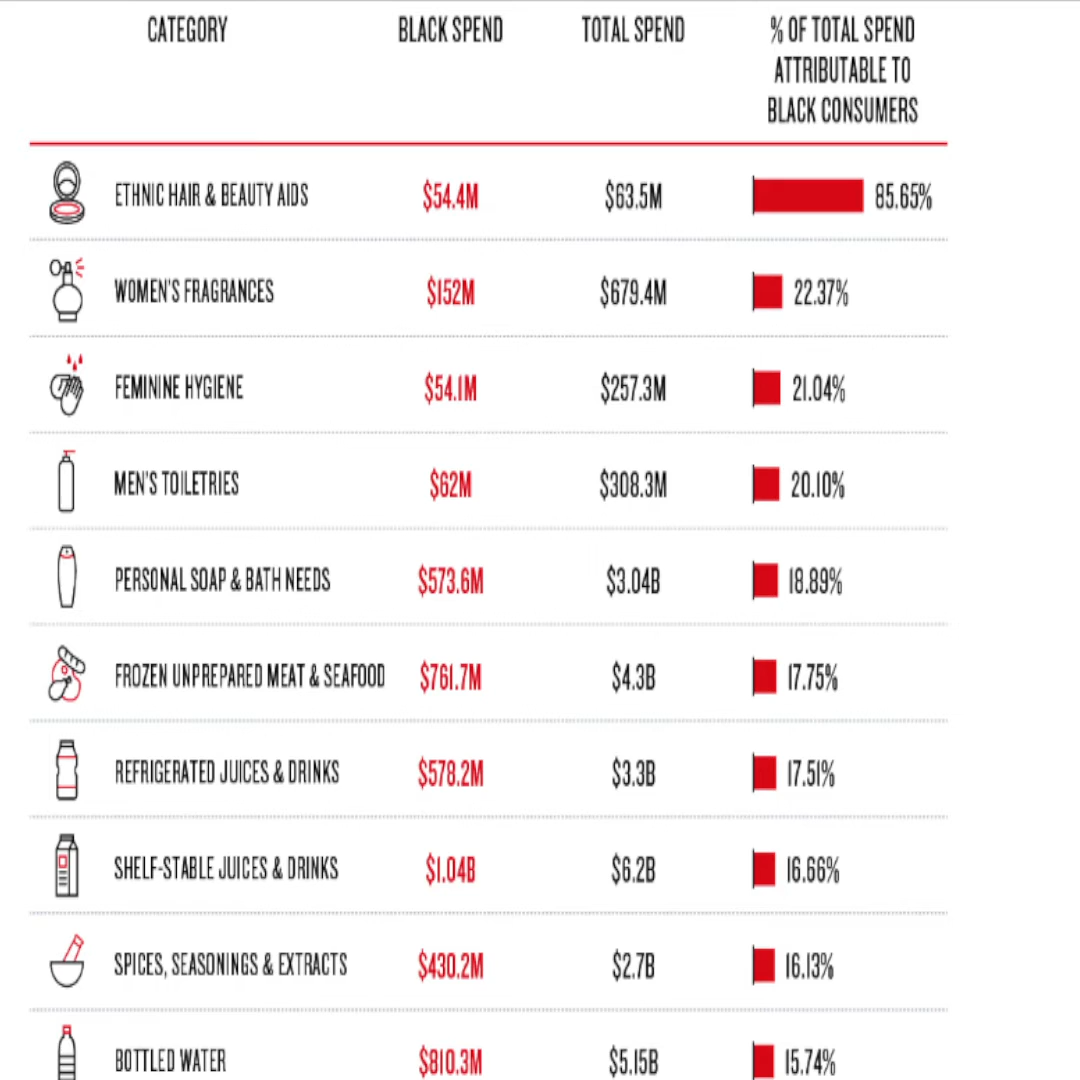 CATEGORY BLACK SPEND TOTAL SPEND % OF TOTAL SPEND
ATTRIBUTABLE TO
BLACK CONSUMERS
ETHNIC HAIR & BEAUTY AIDS $54.4M $63.5M 85.65%
WOMEN'S FRAGRANCES $152M $679.4M 22.37%
FEMININE HYGIENE $54.1M $257.3M 21.04%
MEN'S TOILETRIES $62M $308.3M 20.10%
PERSONAL SOAP & BATH NEEDS $573.6M $3.04B 18.89%
FROZEN UNPREPARED MEAT & SEAFOOD $761.7M $4.3B 17.75%
REFRIGERATED JUICES & DRINKS $578.2M $3.3B 17.51%
SHELF-STABLE JUICES & DRINKS $1.04B $6.2B 16.66%
SPICES, SEASONINGS & EXTRACTS $430.2M $2.7B 16.13%
BOTTLED WATER $810.3M $5.15B 15.74%